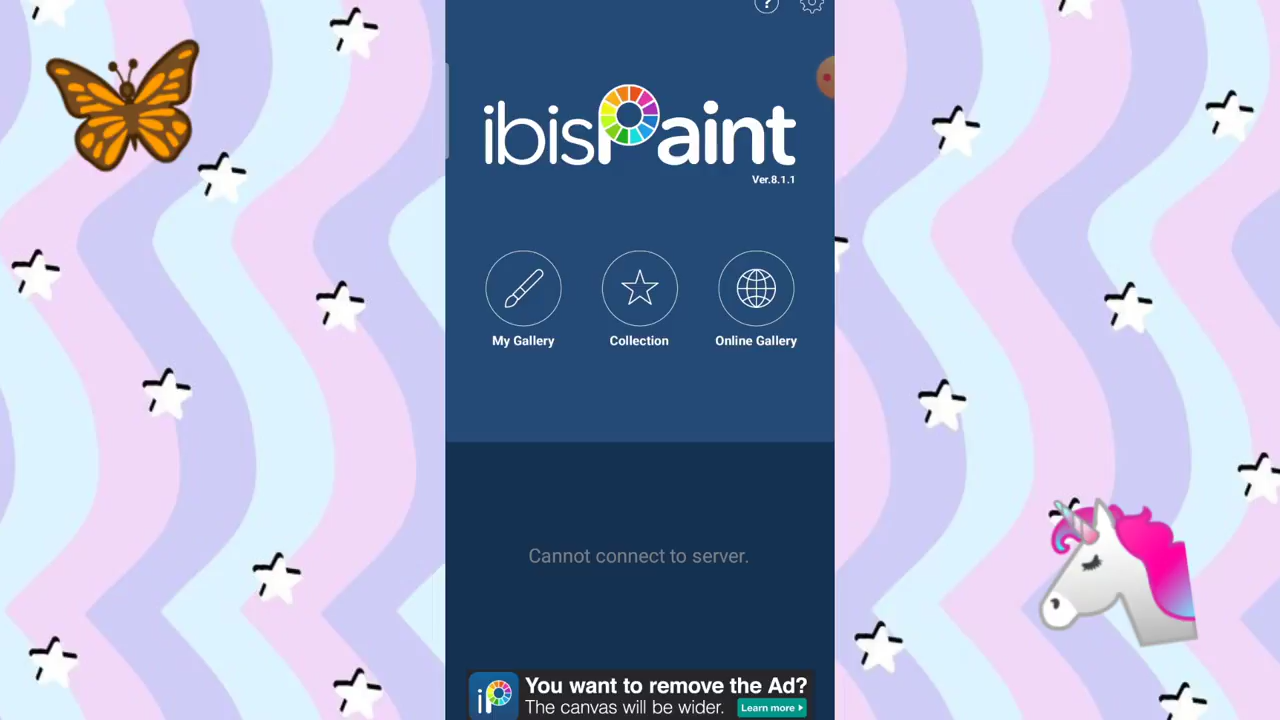 ?
ibisPaint
Ver.8.1.1
My Gallery
Collection
Online Gallery
Cannot connect to server.
iP
You want to remove the Ad?
The canvas will be wider.
Learn more